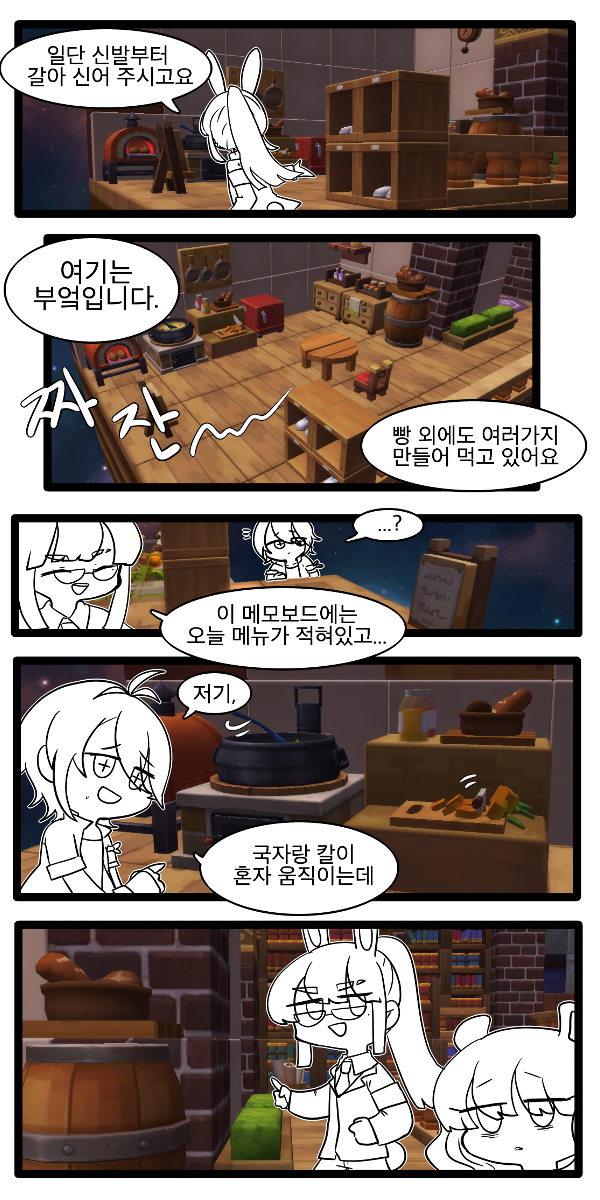 일단 신발부터
갈아 신어 주시고요
여기는
부엌입니다.
짜잔
빵 외에도 여러가지
만들어 먹고 있어요
...?
이 메모보드에는
오늘 메뉴가 적혀있고...
저기,
국자랑 칼이
혼자 움직이는데